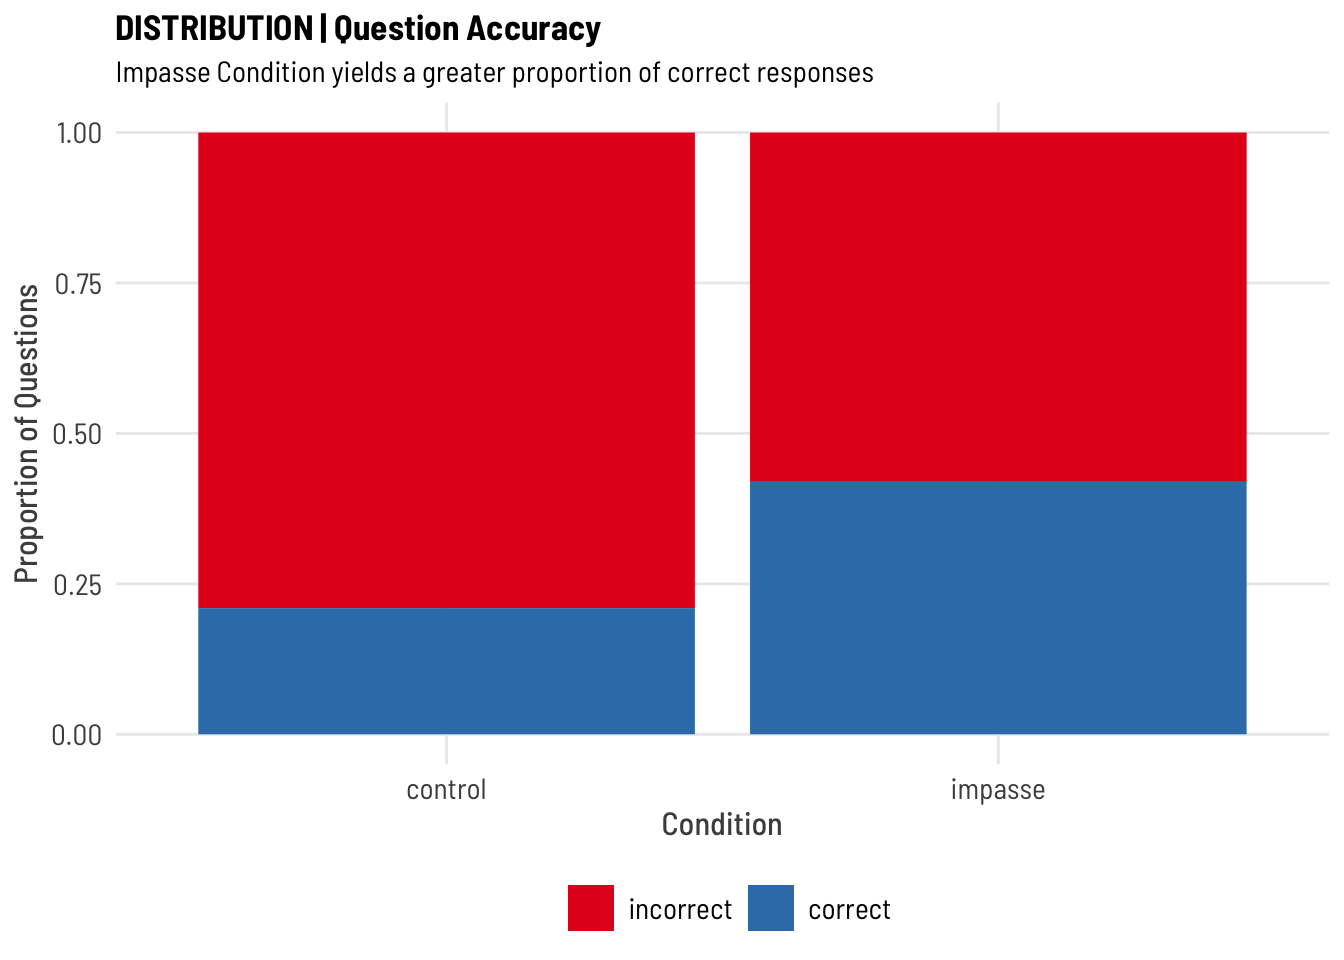 DISTRIBUTION | Question Accuracy
Impasse Condition yields a greater proportion of correct responses
Proportion of Questions
1.00
0.75
0.50
0.25
0.00
control
impasse
Condition
incorrect
correct